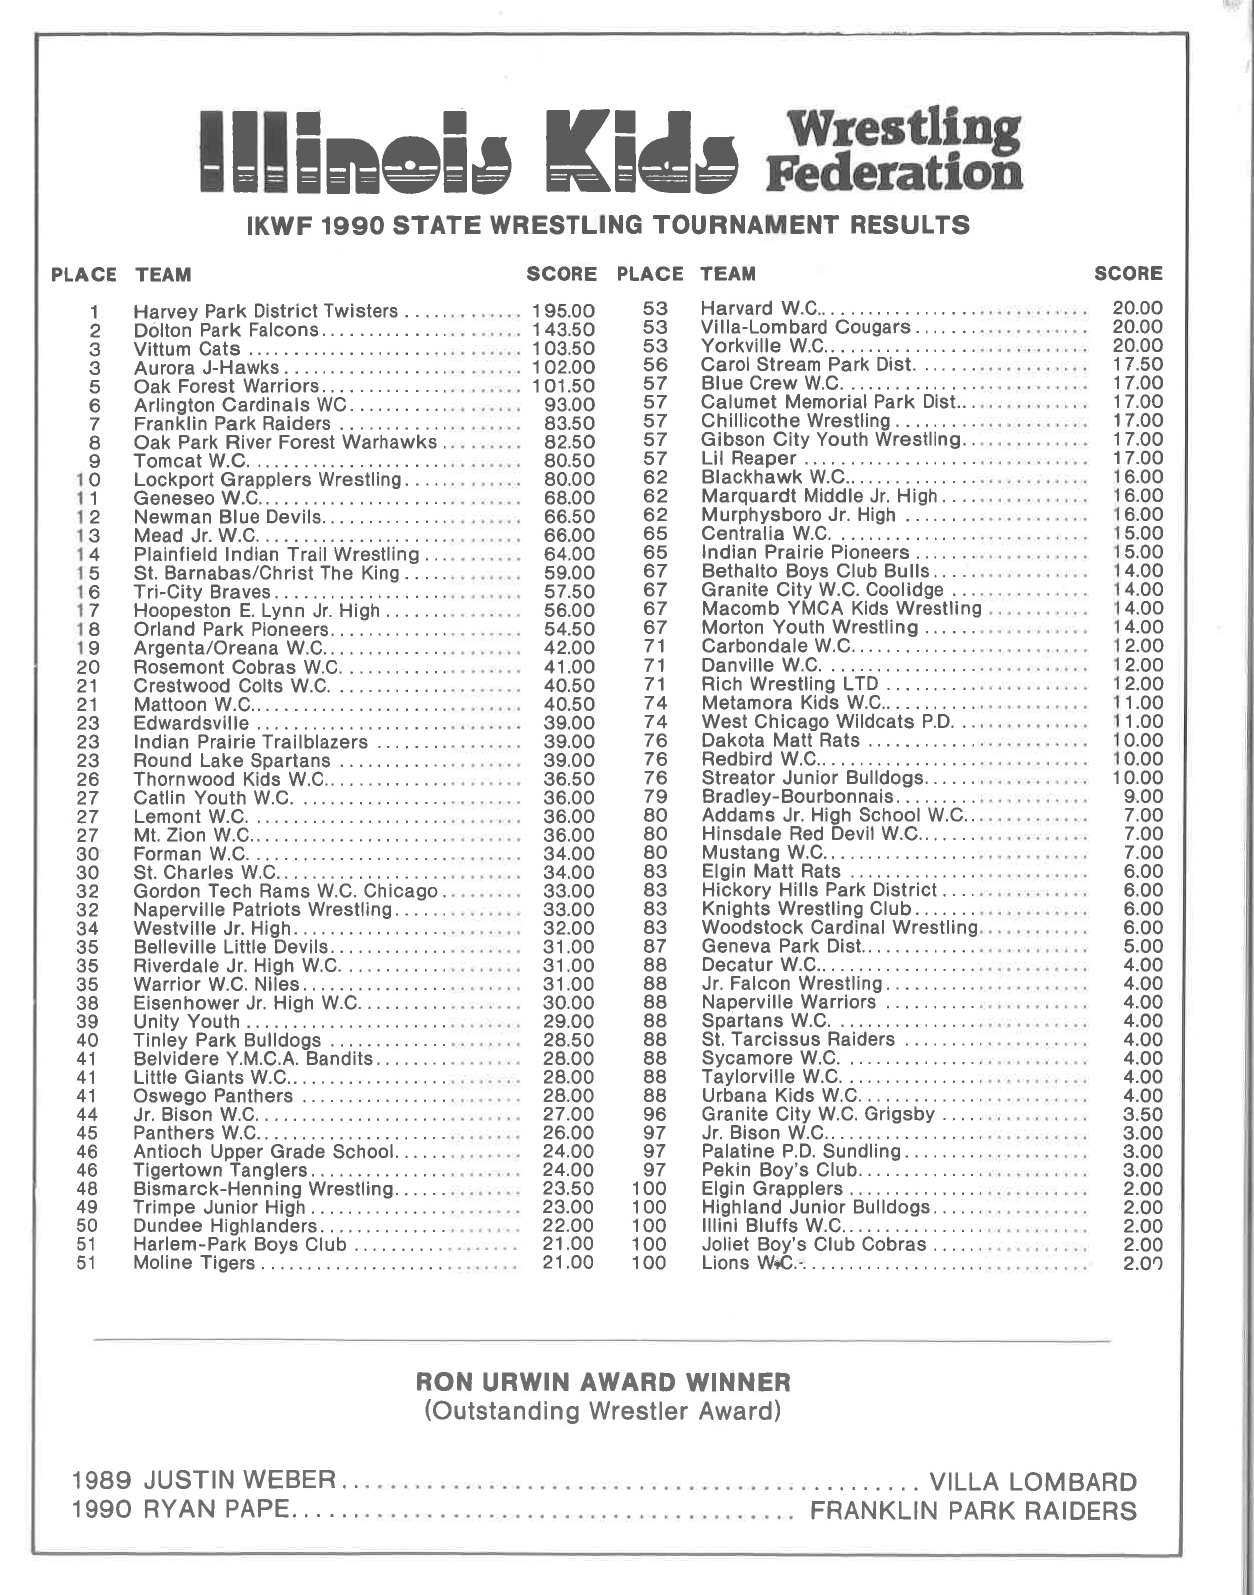 Illinois Kids Wrestling
Federation
IKWF 1990 STATE WRESTLING TOURNAMENT RESULTS
PLACE TEAM SCORE
1 Harvey Park District Twisters 195.00
2 Dolton Park Falcons 143.50
3 Vittum Cats 103.50
3 Aurora J-Hawks 102.00
5 Oak Forest Warriors 101.50
6 Arlington Cardinals WC 93.00
7 Franklin Park Raiders 83.50
8 Oak Park River Forest Warhawks 82.50
9 Tomcat W.C. 80.50
10 Lockport Grapplers Wrestling 80.00
11 Geneseo W.C. 68.00
12 Newman Blue Devils 66.50
13 Mead Jr. W.C. 66.00
14 Plainfield Indian Trail Wrestling 64.00
15 St. Barnabas/Christ The King 59.00
16 Tri-City Braves 57.50
17 Hoopeston E. Lynn Jr. High 56.00
18 Orland Park Pioneers 54.50
19 Argenta/Oreana W.C. 42.00
20 Rosemont Cobras W.C. 41.00
21 Crestwood Colts W.C. 40.50
21 Mattoon W.C. 40.50
23 Edwardsville 39.00
23 Indian Prairie Trailblazers 39.00
23 Round Lake Spartans 39.00
26 Thornwood Kids W.C. 36.50
27 Catlin Youth W.C. 36.00
27 Lemont W.C. 36.00
27 Mt. Zion W.C. 36.00
30 Forman W.C. 34.00
30 St. Charles W.C. 34.00
32 Gordon Tech Rams W.C. Chicago 33.00
32 Naperville Patriots Wrestling 33.00
34 Westville Jr. High 32.00
35 Belleville Little Devils 31.00
35 Riverdale Jr. High W.C. 31.00
35 Warrior W.C. Niles 31.00
38 Eisenhower Jr. High W.C. 30.00
39 Unity Youth 29.00
40 Tinley Park Bulldogs 28.50
41 Belvidere Y.M.C.A. Bandits 28.00
41 Little Giants W.C. 28.00
41 Oswego Panthers 28.00
44 Jr. Bison W.C. 27.00
45 Panthers W.C. 26.00
46 Antioch Upper Grade School 24.00
46 Tigertown Tanglers 24.00
48 Bismarck-Henning Wrestling 23.50
49 Trimpe Junior High 23.00
50 Dundee Highlanders 22.00
51 Harlem-Park Boys Club 21.00
51 Moline Tigers 21.00
PLACE TEAM SCORE
53 Harvard W.C. 20.00
53 Villa-Lombard Cougars 20.00
53 Yorkville W.C. 20.00
56 Carol Stream Park Dist. 17.50
57 Blue Crew W.C. 17.00
57 Calumet Memorial Park Dist. 17.00
57 Chillicothe Wrestling 17.00
57 Gibson City Youth Wrestling 17.00
57 Lil Reaper 17.00
62 Blackhawk W.C. 16.00
62 Marquardt Middle Jr. High 16.00
62 Murphysboro Jr. High 16.00
65 Centralia W.C. 15.00
65 Indian Prairie Pioneers 15.00
67 Bethalto Boys Club Bulls 14.00
67 Granite City W.C. Coolidge 14.00
67 Macomb YMCA Kids Wrestling 14.00
67 Morton Youth Wrestling 14.00
71 Carbondale W.C. 12.00
71 Danville W.C. 12.00
71 Rich Wrestling LTD 12.00
74 Metamora Kids W.C. 11.00
74 West Chicago Wildcats P.D. 11.00
76 Dakota Matt Rats 10.00
76 Redbird W.C. 10.00
76 Streator Junior Bulldogs 10.00
79 Bradley-Bourbonnais 9.00
80 Addams Jr. High School W.C. 7.00
80 Hinsdale Red Devil W.C. 7.00
80 Mustang W.C. 7.00
83 Elgin Matt Rats 6.00
83 Hickory Hills Park District 6.00
83 Knights Wrestling Club 6.00
83 Woodstock Cardinal Wrestling 6.00
87 Geneva Park Dist. 5.00
88 Decatur W.C. 4.00
88 Jr. Falcon Wrestling 4.00
88 Naperville Warriors 4.00
88 Spartans W.C. 4.00
88 St. Tarcissus Raiders 4.00
88 Sycamore W.C. 4.00
88 Taylorville W.C. 4.00
88 Urbana Kids W.C. 4.00
96 Granite City W.C. Grigsby 3.50
97 Jr. Bison W.C. 3.00
97 Palatine P.D. Sundling 3.00
97 Pekin Boy's Club 3.00
100 Elgin Grapplers 2.00
100 Highland Junior Bulldogs 2.00
100 Illini Bluffs W.C. 2.00
100 Joliet Boy's Club Cobras 2.00
100 Lions W.C. 2.00
RON URWIN AWARD WINNER
(Outstanding Wrestler Award)
1989 JUSTIN WEBER VILLA LOMBARD
1990 RYAN PAPE FRANKLIN PARK RAIDERS